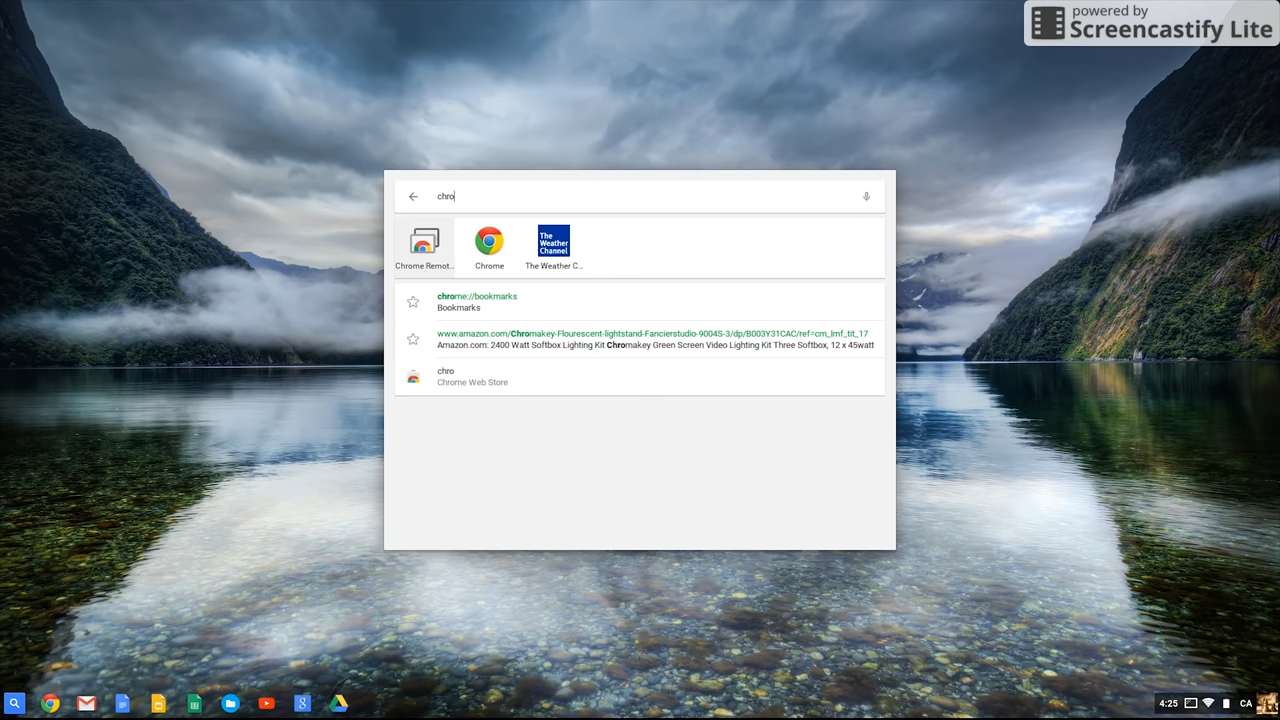 powered by
Screencastify Lite
chro
The
Weather
Channel
Chrome Remot...
Chrome
The Weather C...
chrome://bookmarks
Bookmarks
www.amazon.com/Chromakey-Flourescent-lightstand-Fancierstudio-9004S-3/dp/B003Y31CAC/ref=cm_lmf_tit_17
Amazon.com: 2400 Watt Softbox Lighting Kit Chromakey Green Screen Video Lighting Kit Three Softbox, 12 x 45watt
chro
Chrome Web Store
8
4:25
CA